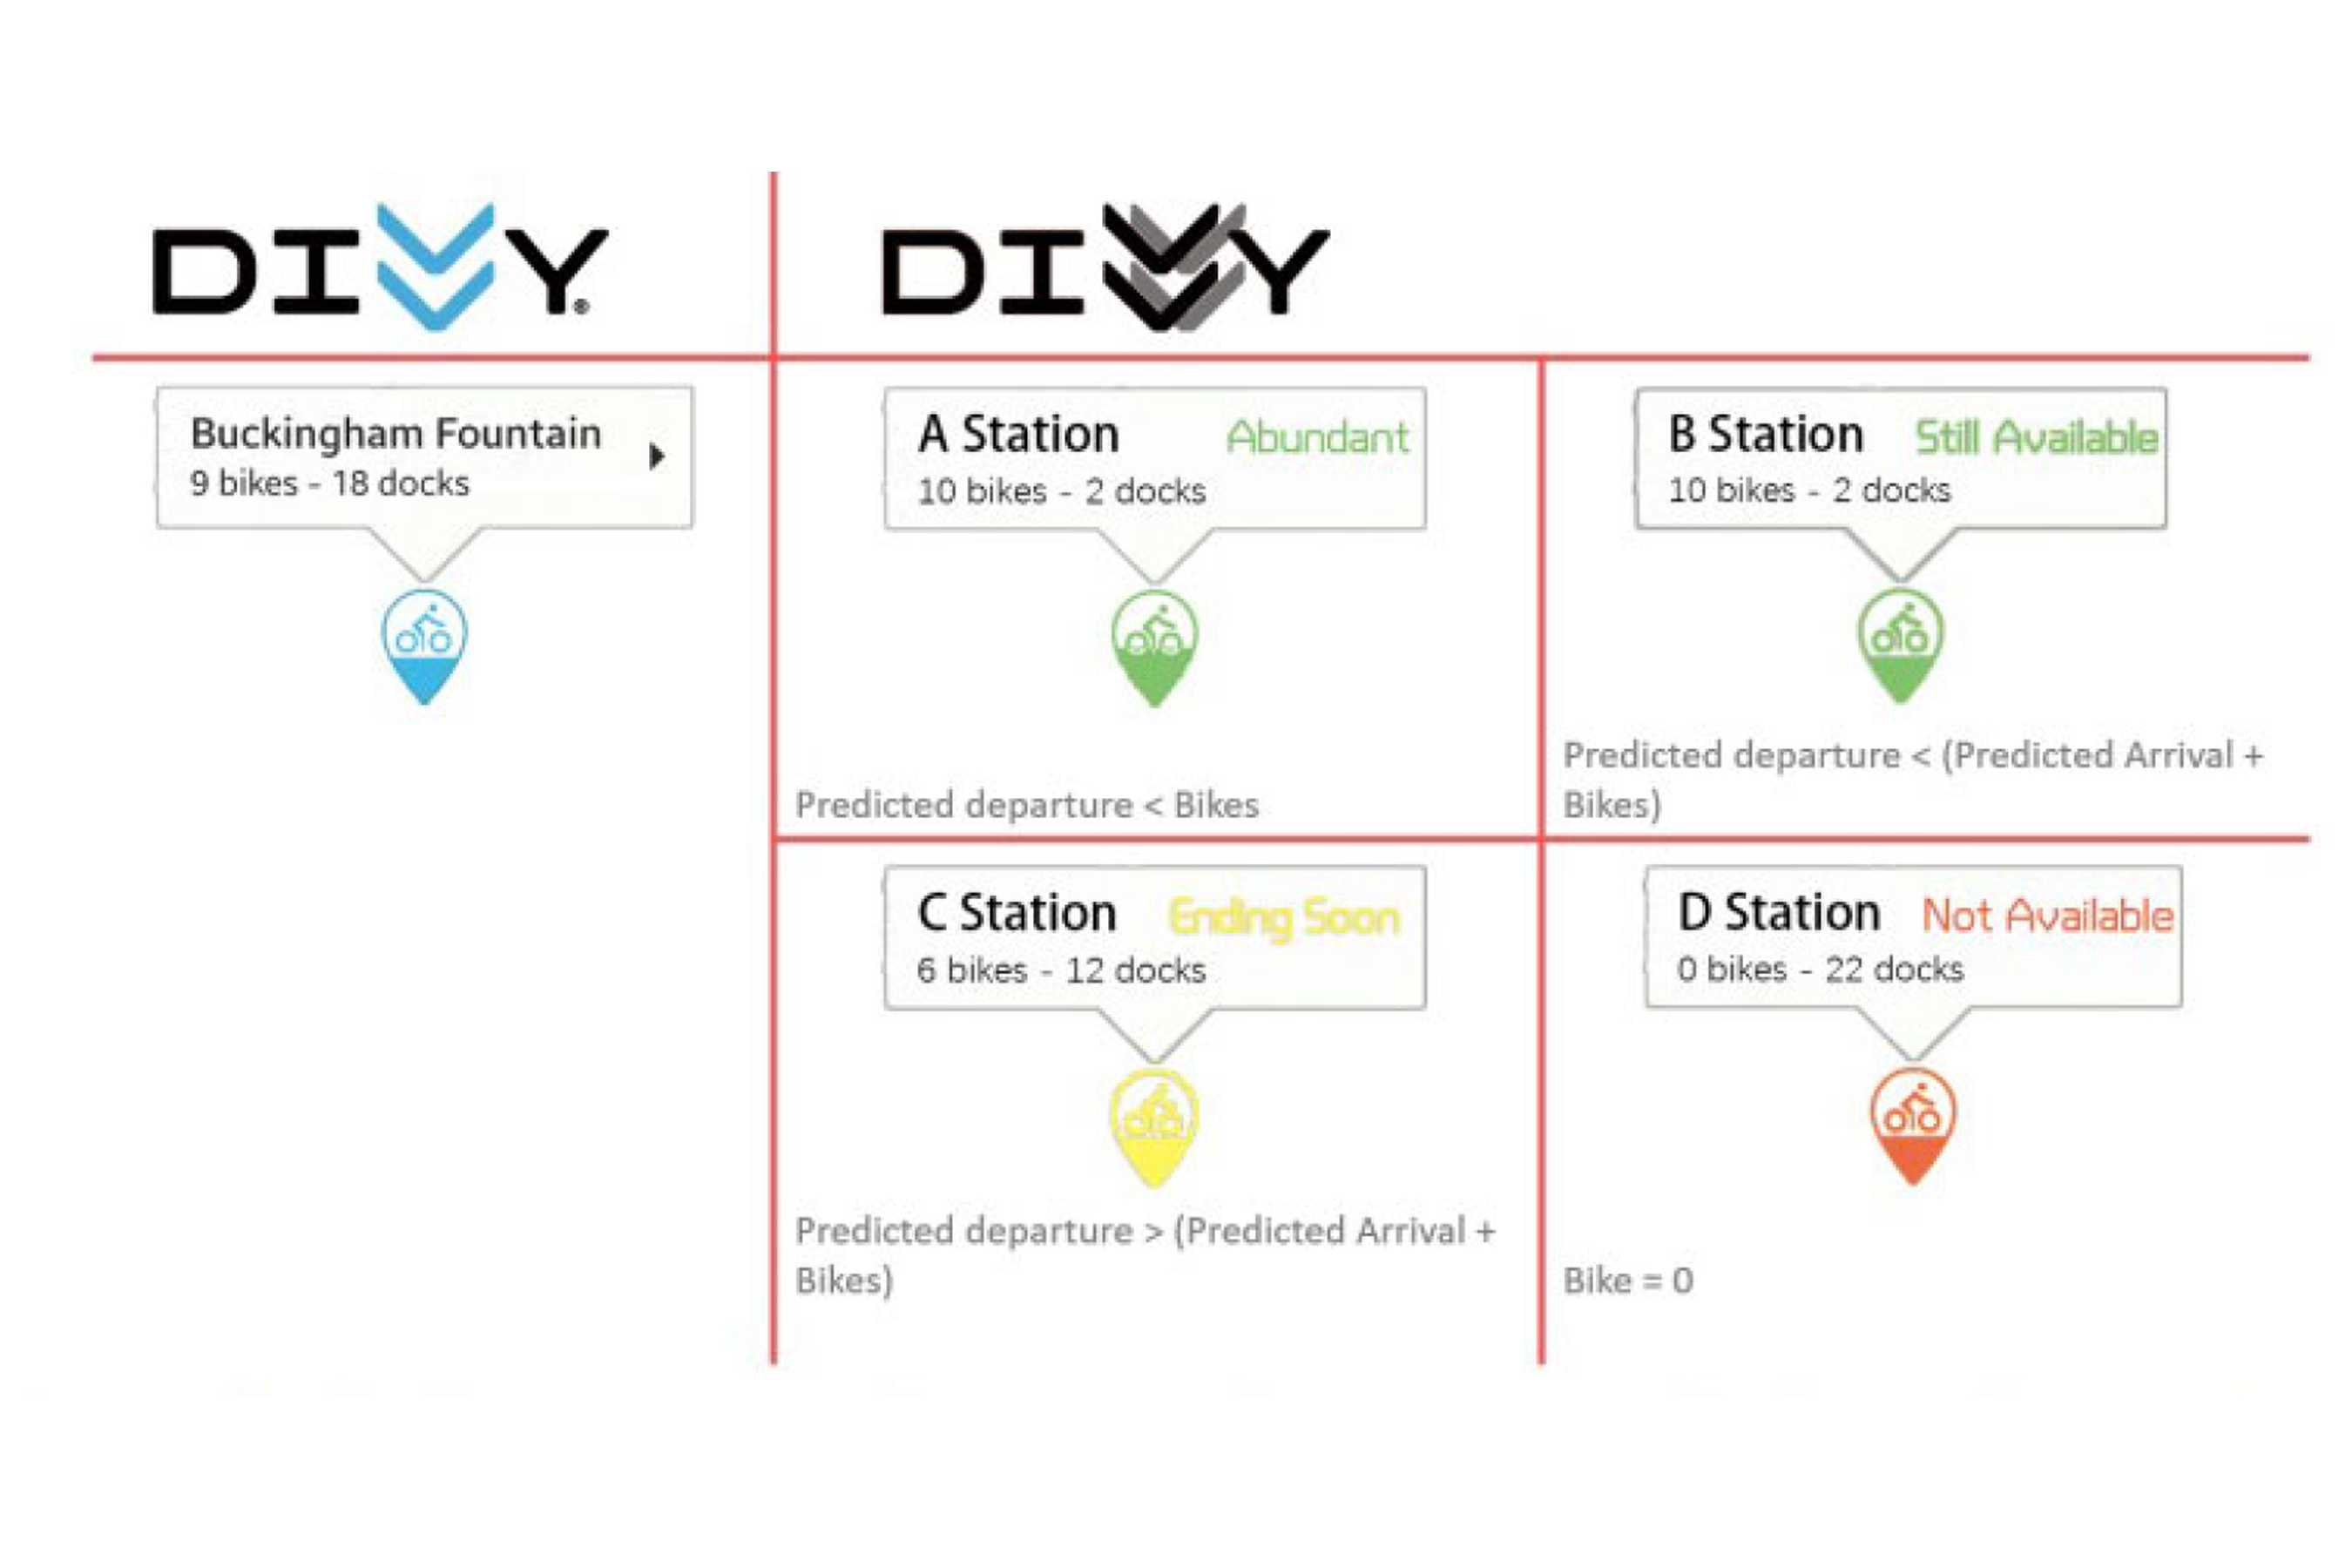 DIVVY®
DIVVY
Buckingham Fountain
9 bikes - 18 docks
A Station Abundant
10 bikes - 2 docks
Predicted departure < Bikes
B Station Still Available
10 bikes - 2 docks
Predicted departure < (Predicted Arrival +
Bikes)
C Station Ending Soon
6 bikes - 12 docks
Predicted departure > (Predicted Arrival +
Bikes)
D Station Not Available
0 bikes - 22 docks
Bike = 0